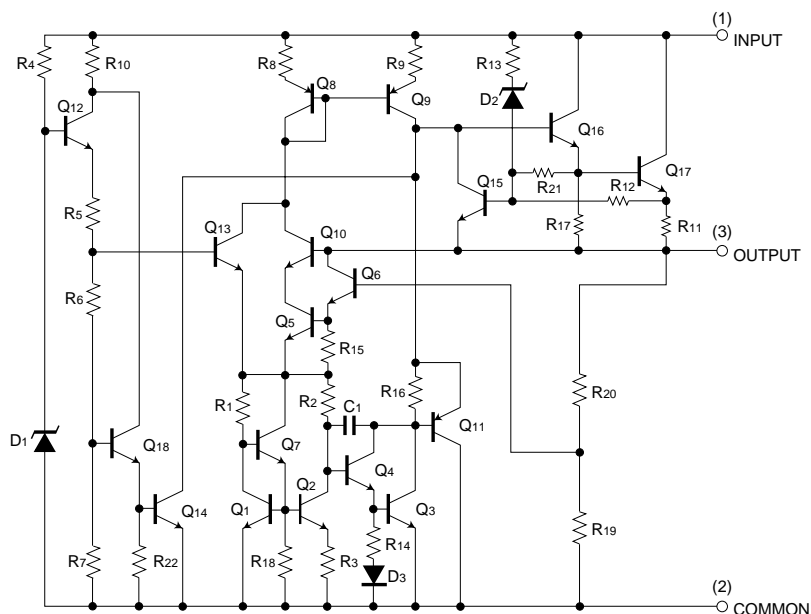 (1)
INPUT
R4
R10
R8
R9
R13
Q8
D2
Q12
Q9
Q16
Q17
Q15
R21
R12
R5
R17
R11
Q13
Q10
(3)
OUTPUT
Q6
R6
Q5
R15
R20
R1
R2
C1
R16
Q11
D1
Q18
Q7
Q4
Q14
Q1
Q2
Q3
R19
R7
R22
R18
R3
R14
D3
(2)
COMMON